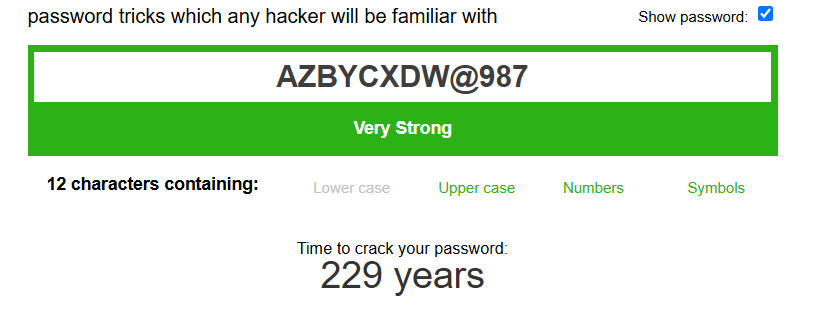 password tricks which any hacker will be familiar with Show password:
AZBYCXDW@987
Very Strong
12 characters containing: Lower case Upper case Numbers Symbols
Time to crack your password:
229 years